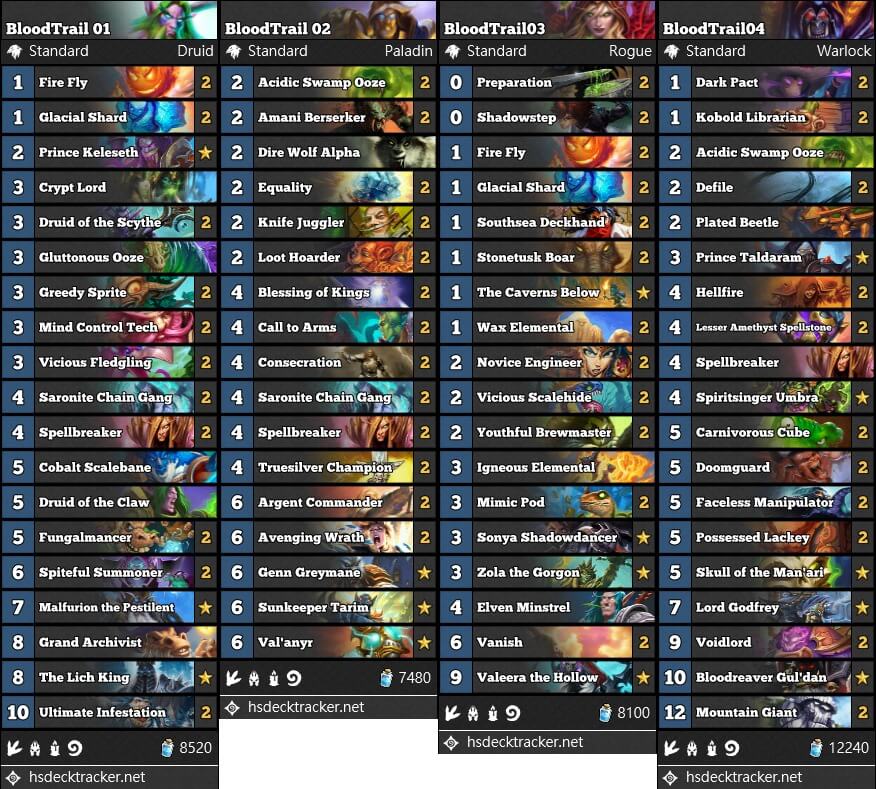 BloodTrail 01
Standard Druid
1 Fire Fly 2
1 Glacial Shard 2
2 Prince Keleseth ★
3 Crypt Lord
3 Druid of the Scythe 2
3 Gluttonous Ooze
3 Greedy Sprite 2
3 Mind Control Tech 2
3 Vicious Fledgling 2
4 Saronite Chain Gang 2
4 Spellbreaker 2
5 Cobalt Scalebane
5 Druid of the Claw
5 Fungalmancer 2
6 Spiteful Summoner 2
7 Malfurion the Pestilent ★
8 Grand Archivist
8 The Lich King ★
10 Ultimate Infestation 2
8520
hsdecktracker.net
BloodTrail 02
Standard Paladin
2 Acidic Swamp Ooze 2
2 Amani Berserker 2
2 Dire Wolf Alpha
2 Equality 2
2 Knife Juggler 2
2 Loot Hoarder 2
4 Blessing of Kings 2
4 Call to Arms 2
4 Consecration 2
4 Saronite Chain Gang 2
4 Spellbreaker 2
4 Truesilver Champion 2
6 Argent Commander 2
6 Avenging Wrath 2
6 Genn Greymane ★
6 Sunkeeper Tarim ★
6 Val'anyr ★
7480
hsdecktracker.net
BloodTrail03
Standard Rogue
0 Preparation 2
0 Shadowstep 2
1 Fire Fly 2
1 Glacial Shard 2
1 Southsea Deckhand 2
1 Stonetusk Boar 2
1 The Caverns Below ★
1 Wax Elemental 2
2 Novice Engineer 2
2 Vicious Scalehide 2
2 Youthful Brewmaster 2
3 Igneous Elemental
3 Mimic Pod 2
3 Sonya Shadowdancer ★
3 Zola the Gorgon ★
4 Elven Minstrel
6 Vanish 2
9 Valeera the Hollow ★
8100
hsdecktracker.net
BloodTrail04
Standard Warlock
1 Dark Pact 2
1 Kobold Librarian 2
2 Acidic Swamp Ooze
2 Defile 2
2 Plated Beetle
3 Prince Taldaram ★
4 Hellfire 2
4 Lesser Amethyst Spellstone 2
4 Spellbreaker
4 Spiritsinger Umbra ★
5 Carnivorous Cube 2
5 Doomguard 2
5 Faceless Manipulator 2
5 Possessed Lackey 2
5 Skull of the Man'ari ★
7 Lord Godfrey ★
9 Voidlord 2
10 Bloodreaver Gul'dan ★
12 Mountain Giant 2
12240
hsdecktracker.net